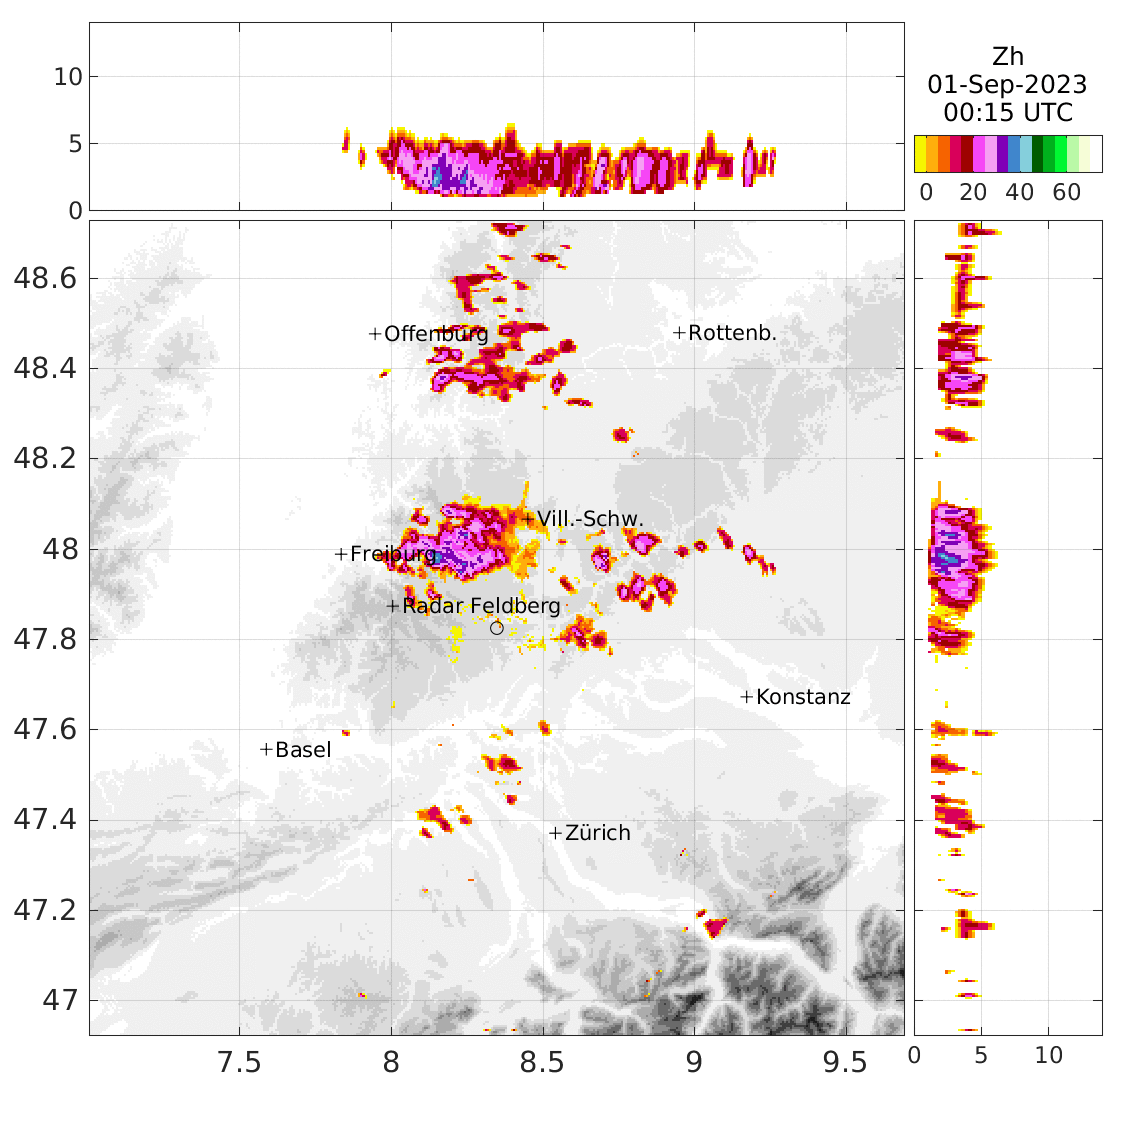 10
5
0
Zh
01-Sep-2023
00:15 UTC
0 20 40 60
48.6
48.4
48.2
48
47.8
47.6
47.4
47.2
47
+Offenburg
+Rottenb.
+Vill.-Schw.
+Freiburg
+Radar Feldberg
+Konstanz
+Basel
+Zürich
7.5 8 8.5 9 9.5
0 5 10